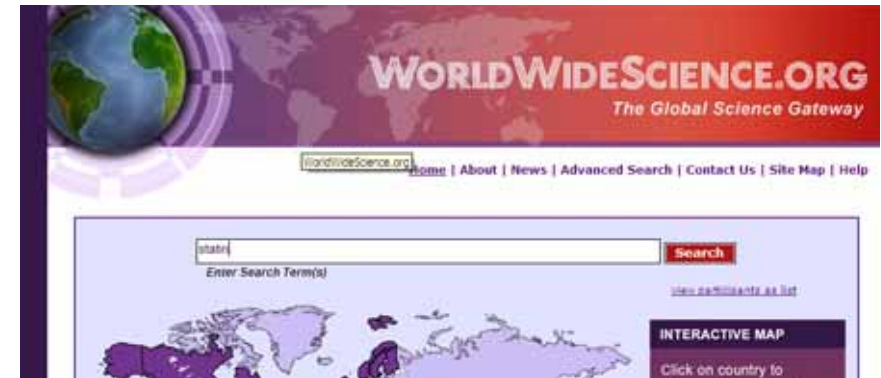 WORLDWIDESCIENCE.ORG
The Global Science Gateway
WorldWideScience.org
Home | About | News | Advanced Search | Contact Us | Site Map | Help
statin
Search
Enter Search Term(s)
view participants as list
INTERACTIVE MAP
Click on country to